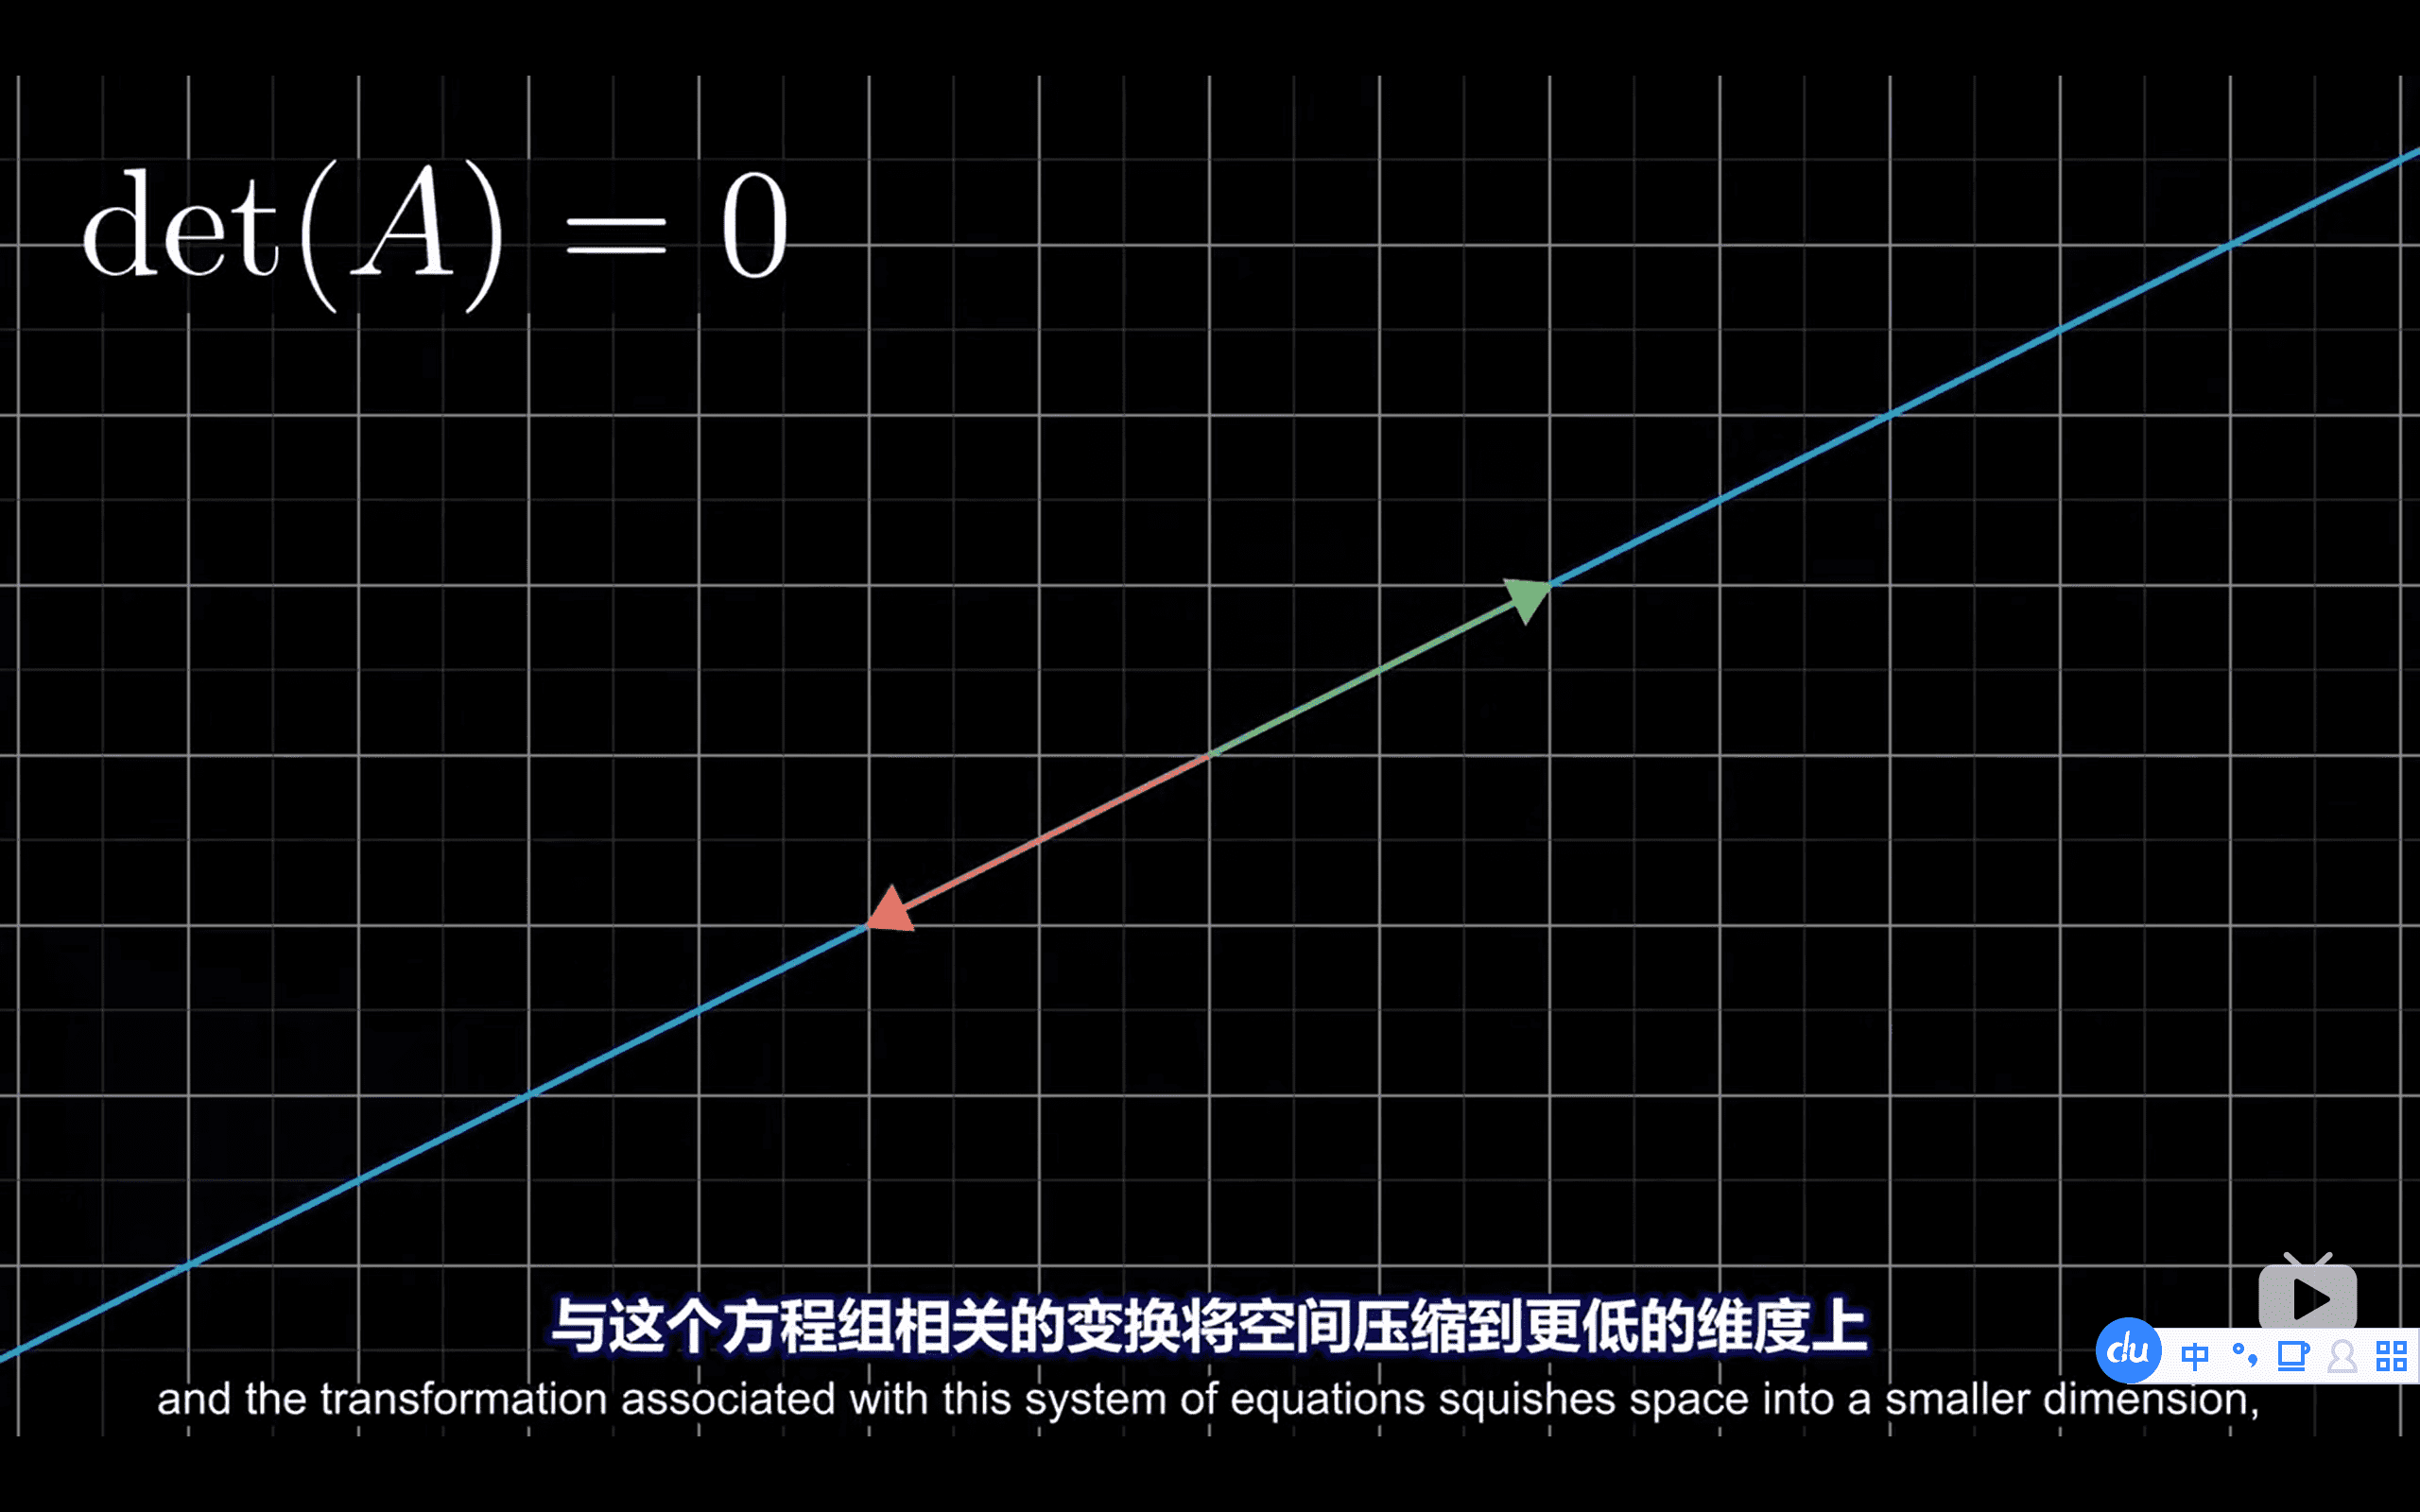 det(A) = 0
与这个方程组相关的变换将空间压缩到更低的维度上
du 中
and the transformation associated with this system of equations squishes space into a smaller dimension,